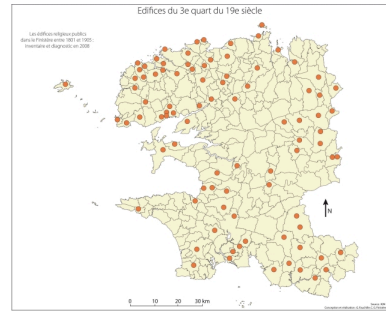 Edifices du 3e quart du 19e siècle
Les édifices religieux publics
dans le Finistère entre 1801 et 1905 :
inventaire et diagnostic en 2008
N
0 10 20 30 km